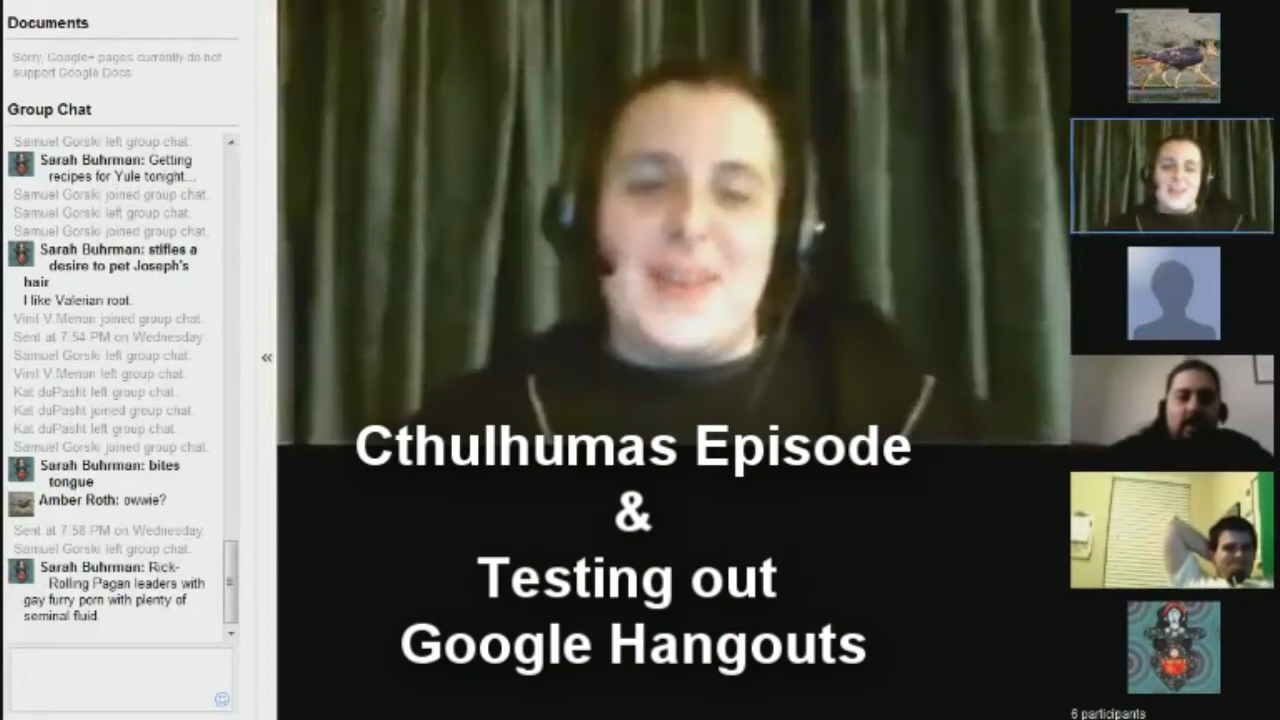 Documents
Sorry, Google+ pages currently do not
support Google Docs
Group Chat
Samuel Gorski left group chat.
Sarah Buhrman: Getting
recipes for Yule tonight...
Samuel Gorski joined group chat.
Samuel Gorski left group chat.
Samuel Gorski joined group chat.
Sarah Buhrman: stifles a
desire to pet Joseph's
hair
I like Valerian root.
Vinil V.Menon joined group chat.
Sent at 7:54 PM on Wednesday
Samuel Gorski left group chat.
Vinil V.Menon left group chat.
Kat duPasht left group chat.
Kat duPasht joined group chat.
Kat duPasht left group chat.
Samuel Gorski joined group chat.
Sarah Buhrman: bites
tongue
Amber Roth: owwie?
Sent at 7:58 PM on Wednesday
Samuel Gorski left group chat.
Sarah Buhrman: Rick-
Rolling Pagan leaders with
gay furry porn with plenty of
seminal fluid.
«
Cthulhumas Episode
&
Testing out
Google Hangouts
6 participants